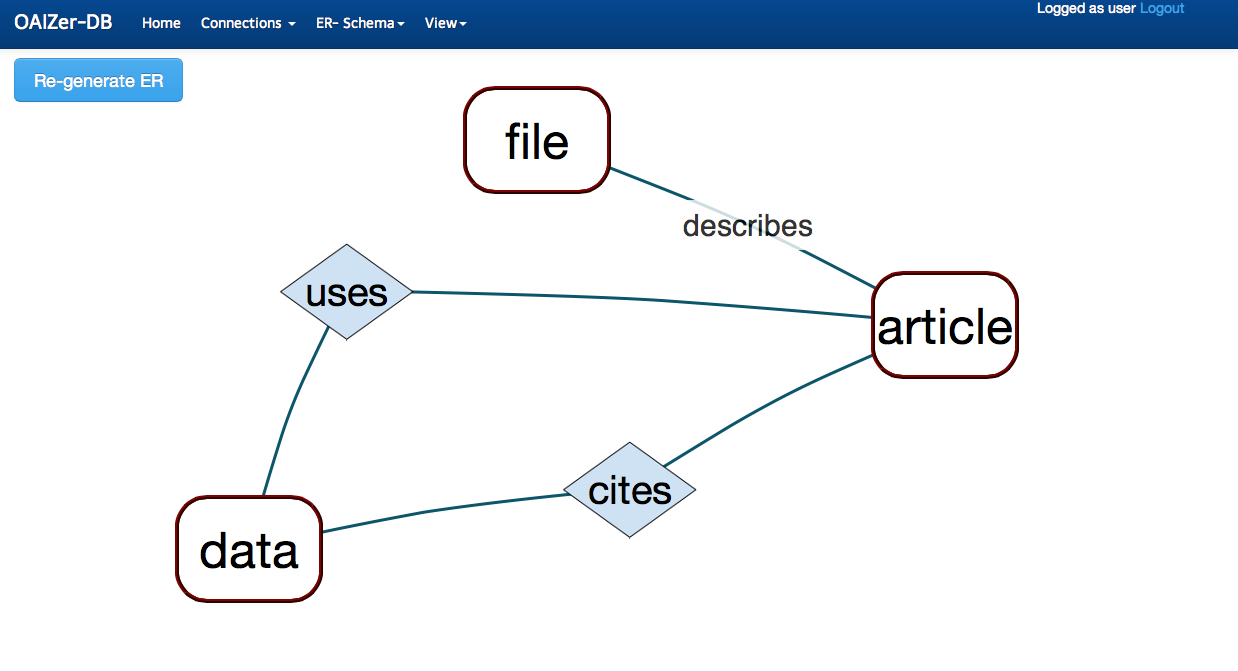 OAIZer-DB Home Connections ER- Schema View Logged as user Logout
Re-generate ER
file
describes
uses
article
cites
data